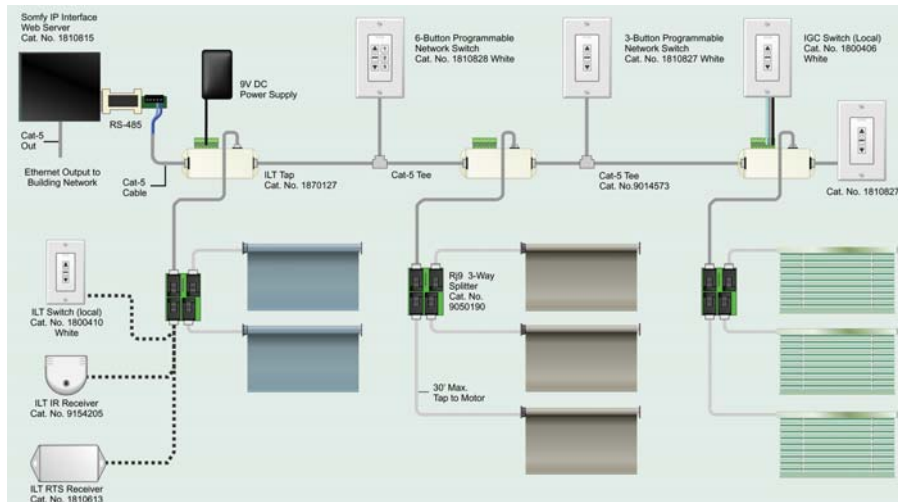 Somfy IP Interface
Web Server
Cat. No. 1810815
9V DC
Power Supply
6-Button Programmable
Network Switch
Cat. No. 1810828 White
3-Button Programmable
Network Switch
Cat. No. 1810827 White
IGC Switch (Local)
Cat. No. 1800406
White
RS-485
Cat-5
Out
Ethernet Output to
Building Network
Cat-5
Cable
ILT Tap
Cat. No. 1870127
Cat-5 Tee
Cat-5 Tee
Cat. No.9014573
Cat. No. 1810827
ILT Switch (local)
Cat. No. 1800410
White
Rj9 3-Way
Splitter
Cat. No.
9050190
30' Max.
Tap to Motor
ILT IR Receiver
Cat. No. 9154205
ILT RTS Receiver
Cat. No. 1810613